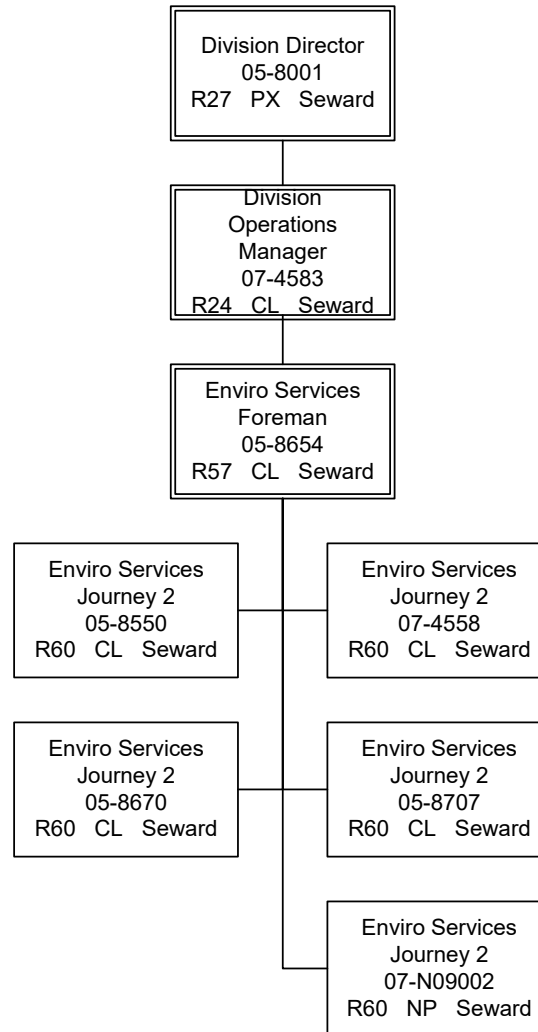 Division Director
05-8001
R27 PX Seward
Division
Operations
Manager
07-4583
R24 CL Seward
Enviro Services
Foreman
05-8654
R57 CL Seward
Enviro Services
Journey 2
05-8550
R60 CL Seward
Enviro Services
Journey 2
07-4558
R60 CL Seward
Enviro Services
Journey 2
05-8670
R60 CL Seward
Enviro Services
Journey 2
05-8707
R60 CL Seward
Enviro Services
Journey 2
07-N09002
R60 NP Seward